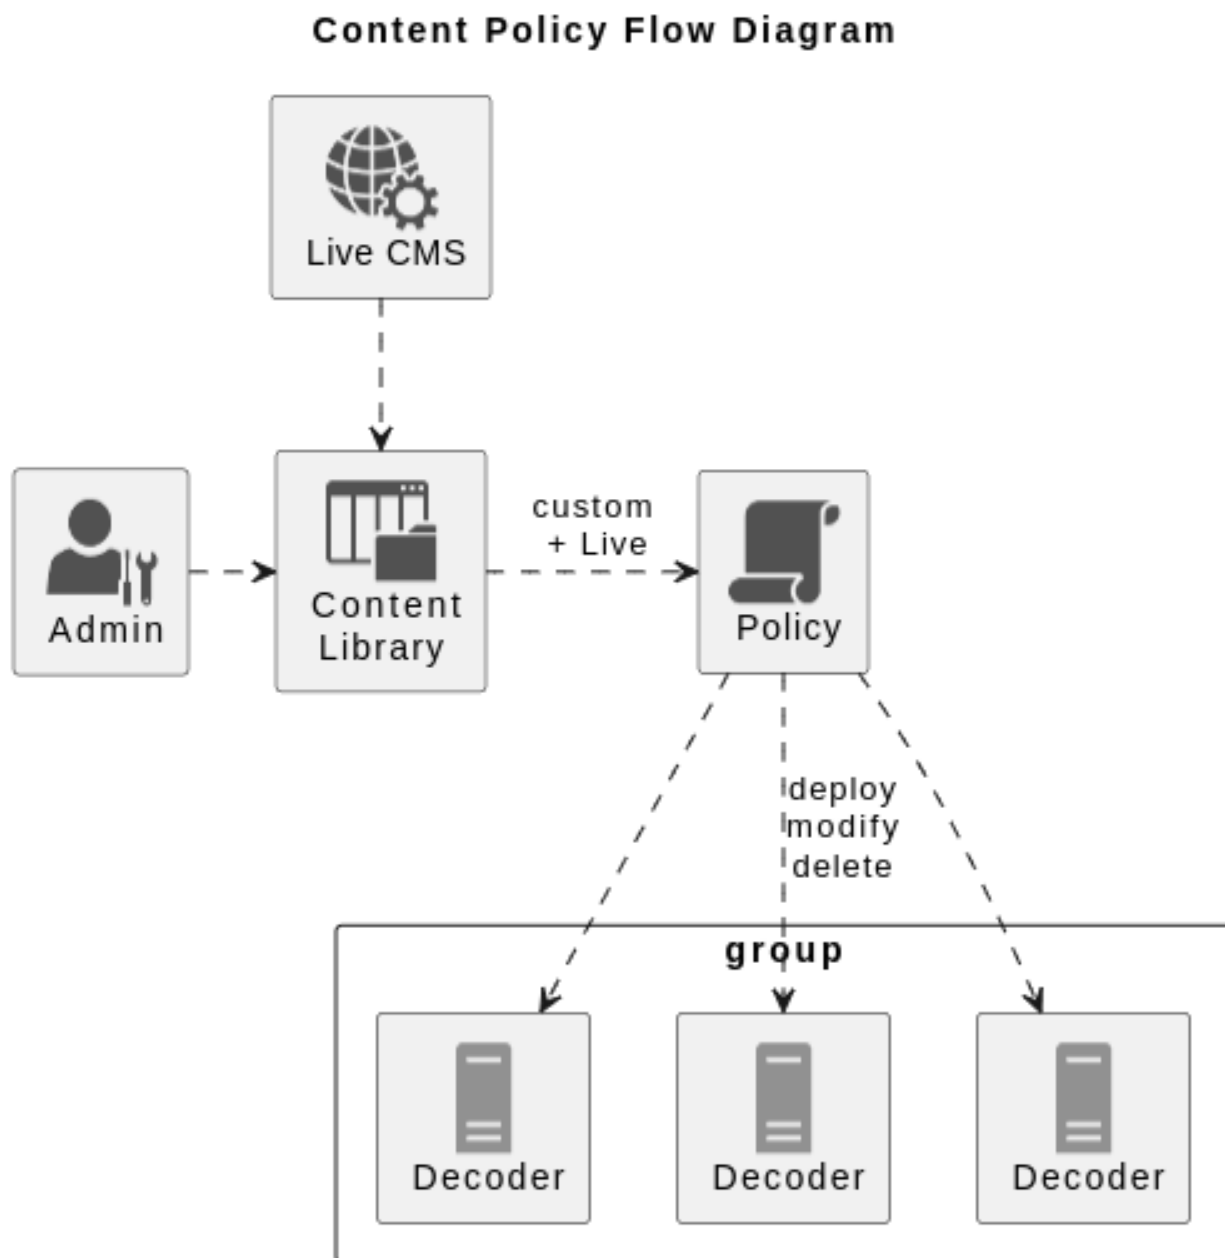 Content Policy Flow Diagram
Live CMS
Admin
Content
Library
custom
+ Live
Policy
deploy
modify
delete
group
Decoder
Decoder
Decoder